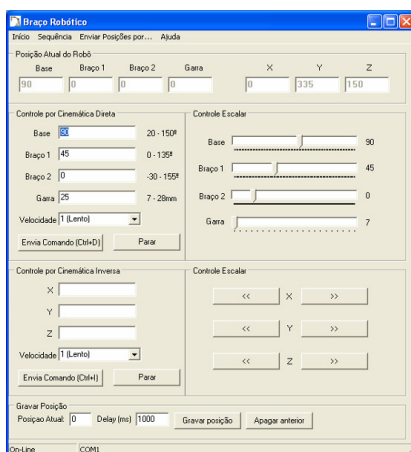 Braço Robótico
Início Sequência Enviar Posições por... Ajuda
Posição Atual do Robô
Base Braço 1 Braço 2 Garra X Y Z
90 0 0 0 0 335 150
Controle por Cinemática Direta
Base 90 20 - 150º
Braço 1 45 0 - 135º
Braço 2 0 -30 - 155º
Garra 25 7 - 28mm
Velocidade 1 (Lento)
Envia Comando (Ctrl+D) Parar
Controle Escalar
Base 90
Braço 1 45
Braço 2 0
Garra 7
Controle por Cinemática Inversa
X
Y
Z
Velocidade 1 (Lento)
Envia Comando (Ctrl+I) Parar
Controle Escalar
<< X >>
<< Y >>
<< Z >>
Gravar Posição
Posiçao Atual: 0 Delay (ms) 1000 Gravar posição Apagar anterior
On-Line COM1